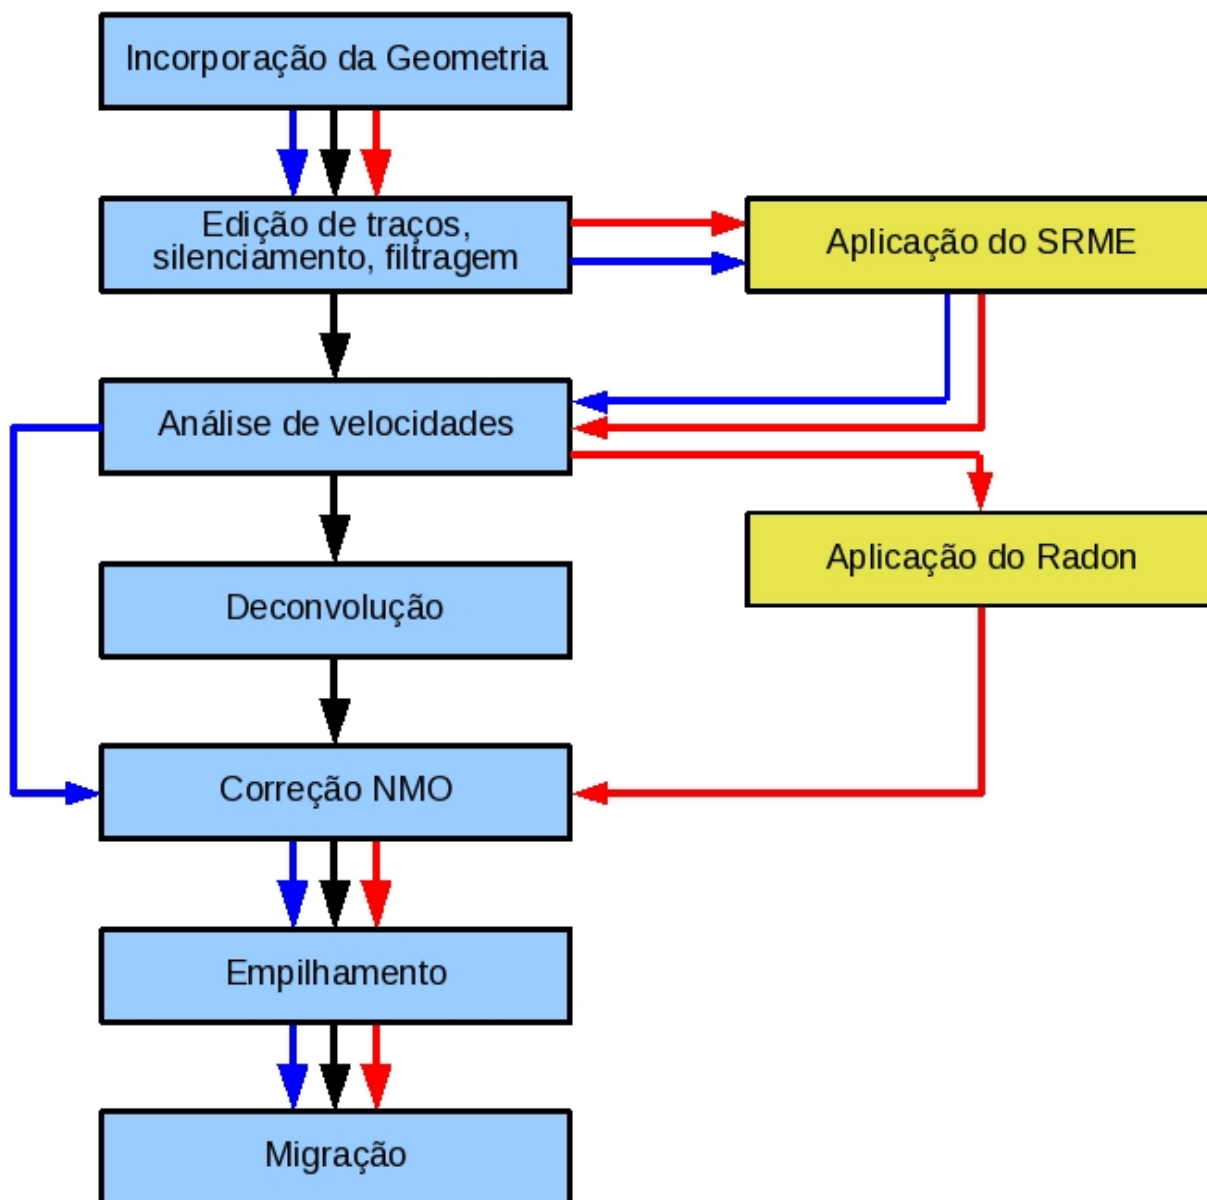 Incorporação da Geometria
Edição de traços,
silenciamento, filtragem
Aplicação do SRME
Análise de velocidades
Aplicação do Radon
Deconvolução
Correção NMO
Empilhamento
Migração